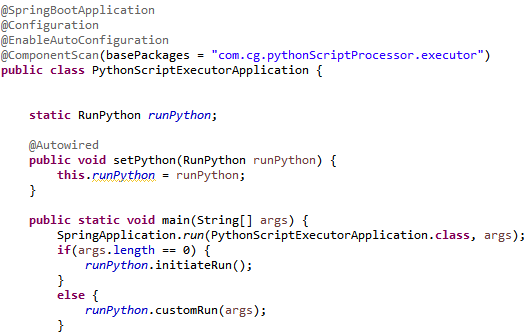 @SpringBootApplication
@Configuration
@EnableAutoConfiguration
@ComponentScan(basePackages = "com.cg.pythonScriptProcessor.executor")
public class PythonScriptExecutorApplication {
static RunPython runPython;
@Autowired
public void setPython(RunPython runPython) {
this.runPython = runPython;
}
public static void main(String[] args) {
SpringApplication.run(PythonScriptExecutorApplication.class, args);
if(args.length == 0) {
runPython.initiateRun();
}
else {
runPython.customRun(args);
}